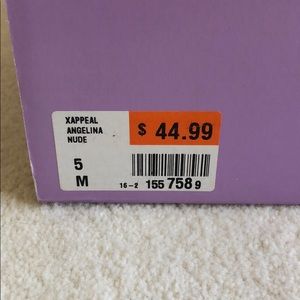 XAPPEAL
ANGELINA
NUDE
$ 44.99
5
M
16-2 155 758 9